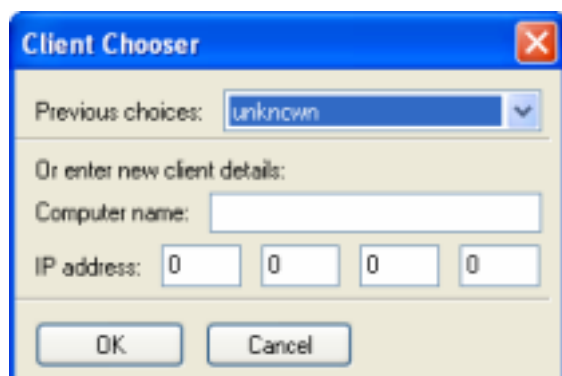 Client Chooser
Previous choices: unknown
Or enter new client details:
Computer name:
IP address: 0 0 0 0
OK Cancel